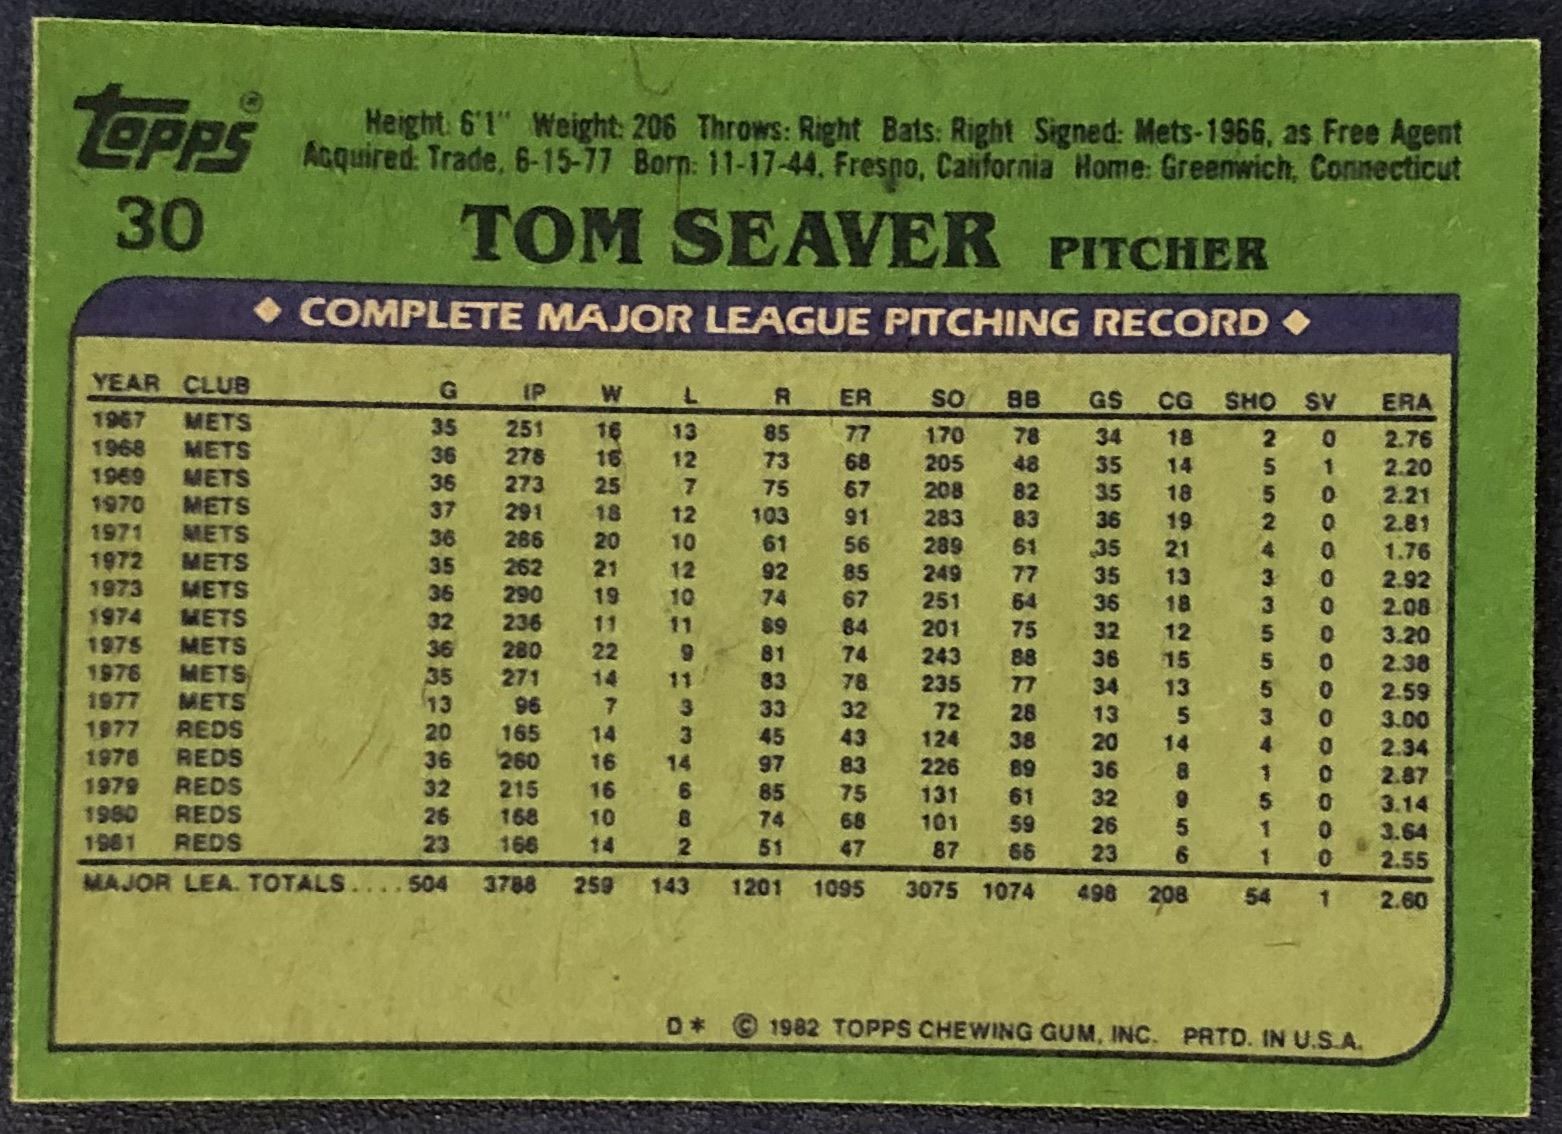 Topps®
Height: 6'1" Weight: 206 Throws: Right Bats: Right Signed: Mets-1966, as Free Agent
Acquired: Trade, 6-15-77 Born: 11-17-44, Fresno, California Home: Greenwich, Connecticut
30 TOM SEAVER PITCHER
◆ COMPLETE MAJOR LEAGUE PITCHING RECORD ◆
YEAR CLUB G IP W L R ER SO BB GS CG SHO SV ERA
1967 METS 35 251 16 13 85 77 170 78 34 18 2 0 2.76
1968 METS 36 278 16 12 73 68 205 48 35 14 5 1 2.20
1969 METS 36 273 25 7 75 67 208 82 35 18 5 0 2.21
1970 METS 37 291 18 12 103 91 283 83 36 19 2 0 2.81
1971 METS 36 286 20 10 61 56 289 61 35 21 4 0 1.76
1972 METS 35 262 21 12 92 85 249 77 35 13 3 0 2.92
1973 METS 36 290 19 10 74 67 251 64 36 18 3 0 2.08
1974 METS 32 236 11 11 89 84 201 75 32 12 5 0 3.20
1975 METS 36 280 22 9 81 74 243 88 36 15 5 0 2.38
1976 METS 35 271 14 11 83 78 235 77 34 13 5 0 2.59
1977 METS 13 96 7 3 33 32 72 28 13 5 3 0 3.00
1977 REDS 20 165 14 3 45 43 124 38 20 14 4 0 2.34
1978 REDS 36 260 16 14 97 83 226 89 36 8 1 0 2.87
1979 REDS 32 215 16 6 85 75 131 61 32 9 5 0 3.14
1980 REDS 26 168 10 8 74 68 101 59 26 5 1 0 3.64
1981 REDS 23 166 14 2 51 47 87 66 23 6 1 0 2.55
MAJOR LEA. TOTALS .... 504 3788 259 143 1201 1095 3075 1074 498 208 54 1 2.60
D* © 1982 TOPPS CHEWING GUM, INC. PRTD. IN U.S.A.